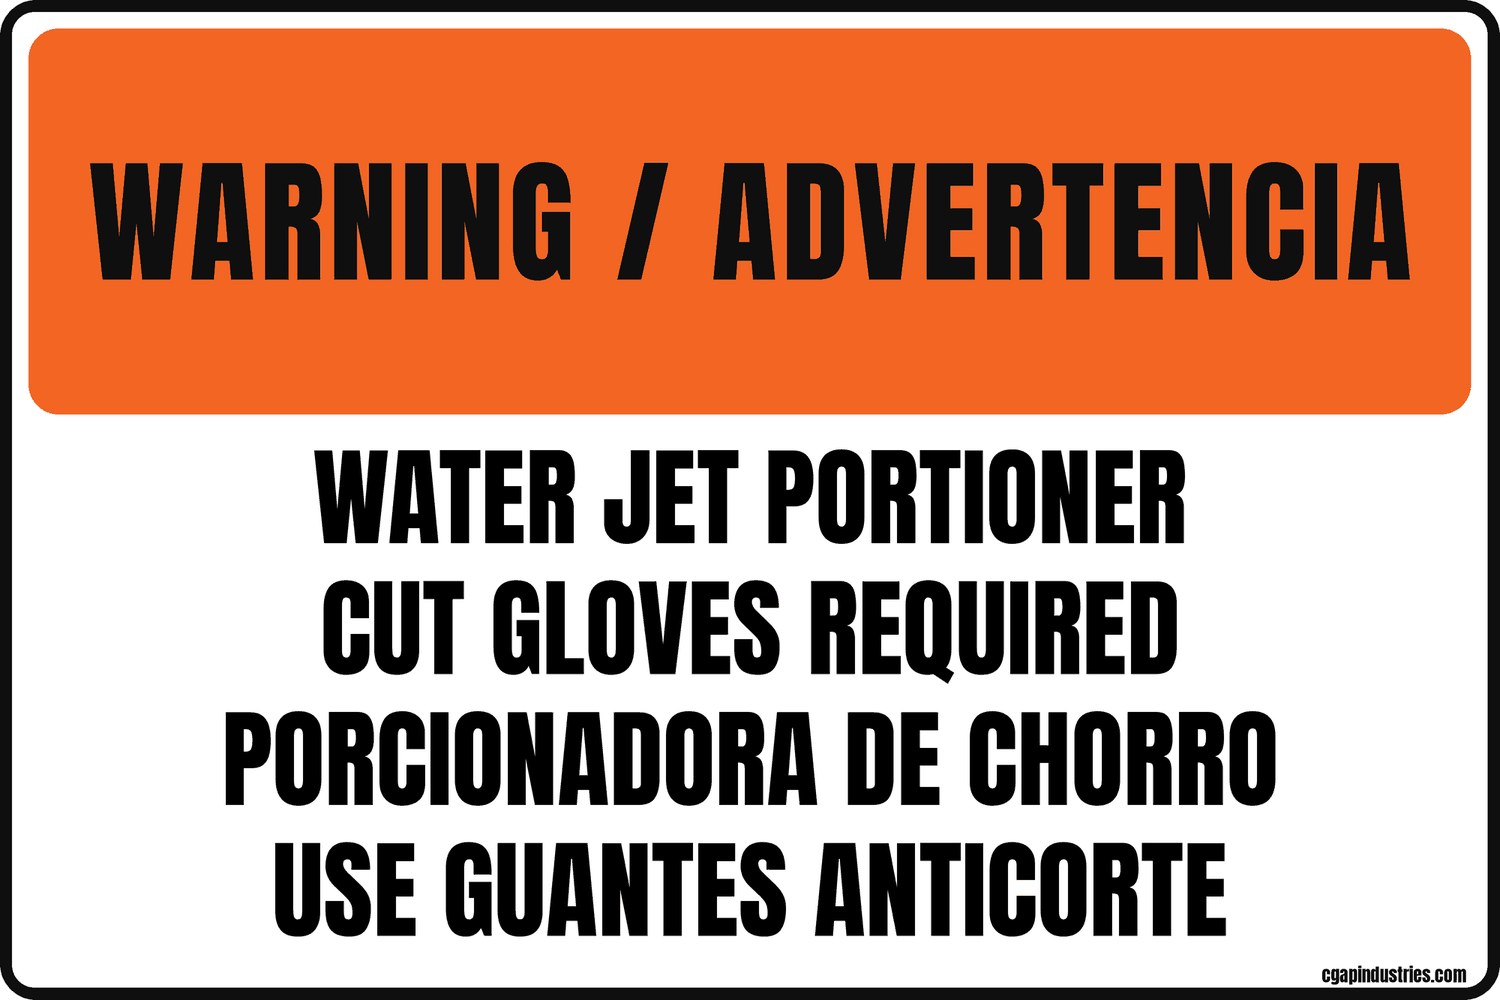 WARNING / ADVERTENCIA
WATER JET PORTIONER
CUT GLOVES REQUIRED
PORCIONADORA DE CHORRO
USE GUANTES ANTICORTE
cgapindustries.com